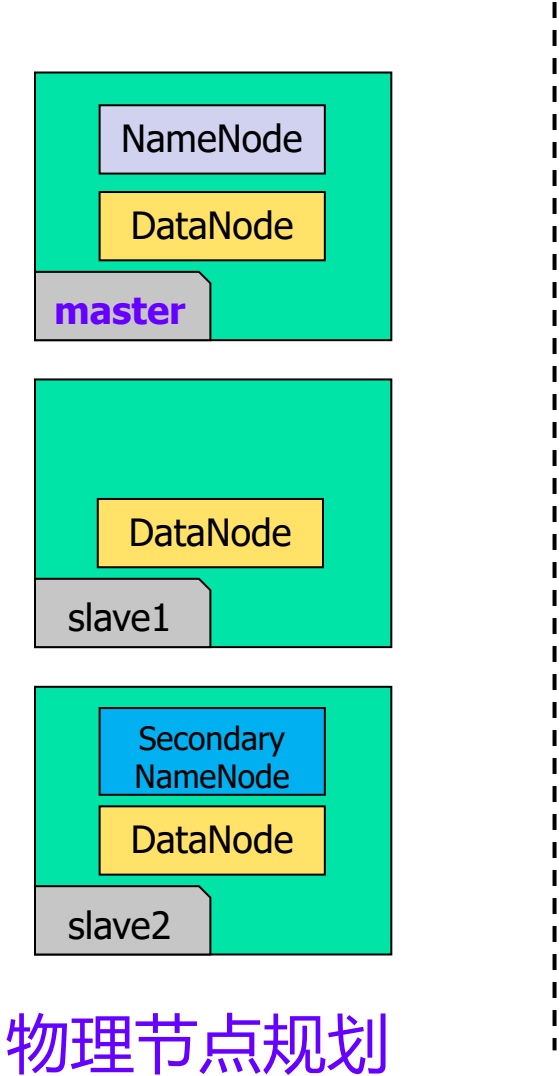 NameNode
DataNode
master
DataNode
slave1
Secondary
NameNode
DataNode
slave2
物理节点规划